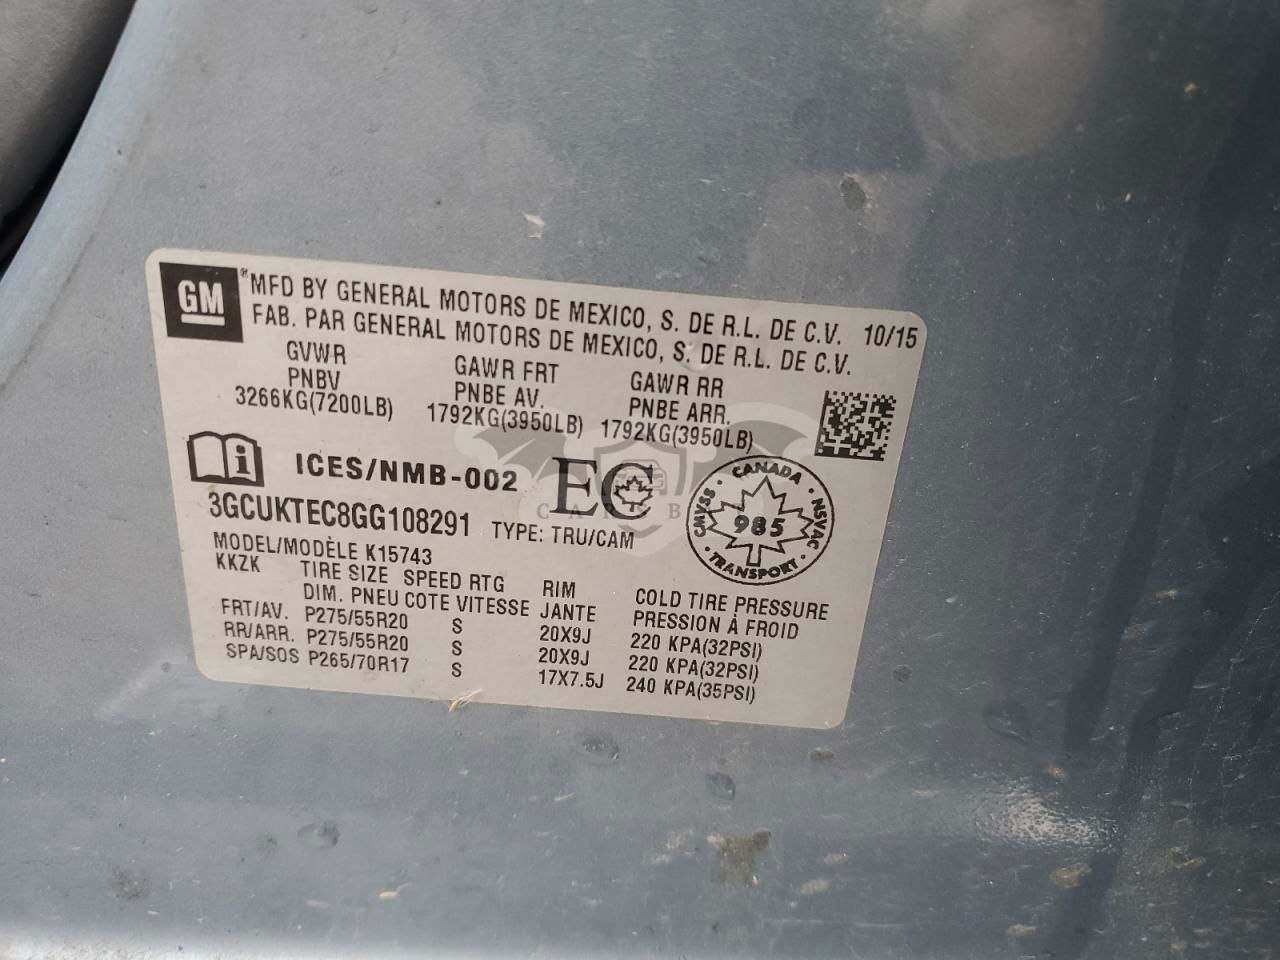 GM
® MFD BY GENERAL MOTORS DE MEXICO, S. DE R.L. DE C.V. 10/15
FAB. PAR GENERAL MOTORS DE MEXICO, S. DE R.L. DE C.V.
GVWR GAWR FRT GAWR RR
PNBV PNBE AV. PNBE ARR.
3266KG(7200LB) 1792KG(3950LB) 1792KG(3950LB)
i ICES/NMB-002 EC
CANADA
CMVSS 985 NSVAC
TRANSPORT
3GCUKTEC8GG108291 TYPE: TRU/CAM
MODEL/MODÈLE K15743
KKZK TIRE SIZE SPEED RTG RIM COLD TIRE PRESSURE
DIM. PNEU COTE VITESSE JANTE PRESSION À FROID
FRT/AV. P275/55R20 S 20X9J 220 KPA(32PSI)
RR/ARR. P275/55R20 S 20X9J 220 KPA(32PSI)
SPA/SOS P265/70R17 S 17X7.5J 240 KPA(35PSI)